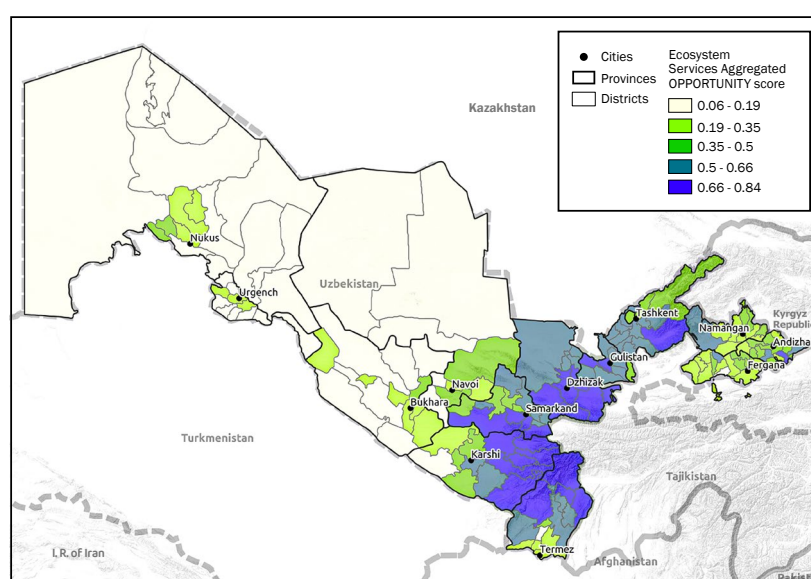 Cities
Provinces
Districts
Ecosystem
Services Aggregated
OPPORTUNITY score
0.06 - 0.19
0.19 - 0.35
0.35 - 0.5
0.5 - 0.66
0.66 - 0.84
Kazakhstan
Nukus
Uzbekistan
Urgench
Tashkent
Kyrgyz
Republic
Namangan
Andizha
Gulistan
Fergana
Navoi
Dzhizak
Bukhara
Samarkand
Turkmenistan
Karshi
Tajikistan
Termez
I. R. of Iran
Afghanistan